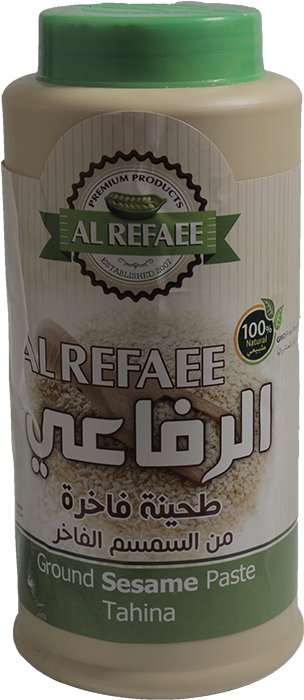 PREMIUM PRODUCTS
AL REFAEE
ESTABLISHED 2007
100%
Natural
طبيعي
AL REFAEE
الرفاعي
طحينة فاخرة
من السمسم الفاخر
Ground Sesame Paste
Tahina